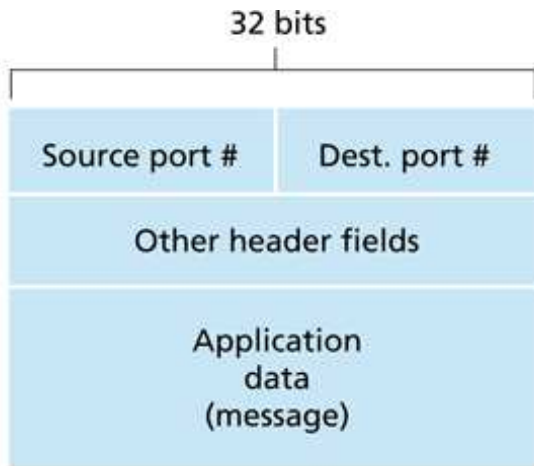 32 bits
Source port #
Dest. port #
Other header fields
Application
data
(message)